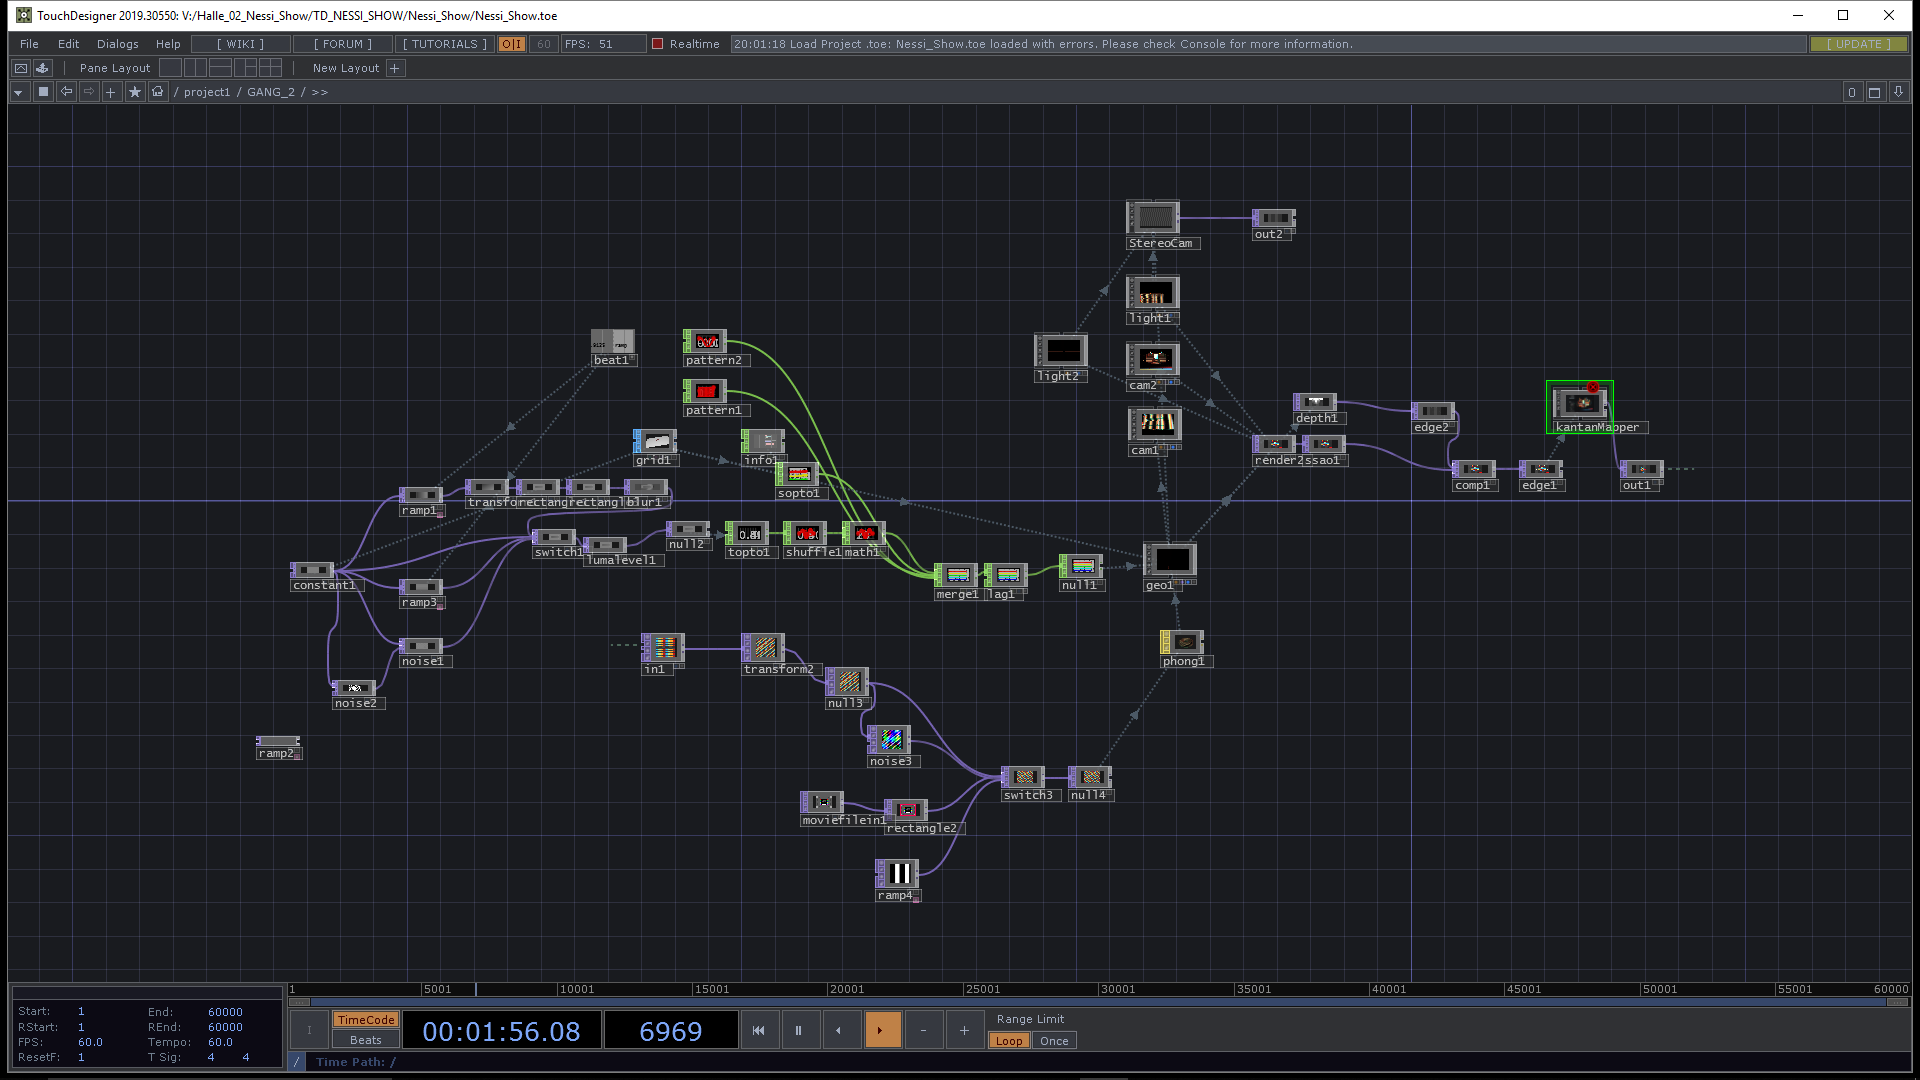 TouchDesigner 2019.30550: V:/Halle_02_Nessi_Show/TD_NESSI_SHOW/Nessi_Show/Nessi_Show.toe
File Edit Dialogs Help [ WIKI ] [ FORUM ] [ TUTORIALS ] O|I 60 FPS: 51 Realtime 20:01:18 Load Project .toe: Nessi_Show.toe loaded with errors. Please check Console for more information. [ UPDATE ]
Pane Layout New Layout +
/ project1 / GANG_2 / >> 0
StereoCam
out2
light1
beat1
pattern2
light2
cam2
pattern1
depth1
edge2
kantanMapper
grid1
info1
cam1
render2
ssao1
sopto1
comp1
edge1
out1
ramp1
transfo
rectang
rectangl
blur1
switch1
lumalevel1
null2
topto1
shuffle1
math1
constant1
ramp3
merge1
lag1
null1
geo1
noise1
in1
transform2
phong1
noise2
null3
ramp2
noise3
switch3
null4
moviefilein1
rectangle2
ramp4
1 5001 10001 15001 20001 25001 30001 35001 40001 45001 50001 55001 60000
Start: 1 End: 60000
RStart: 1 REnd: 60000
FPS: 60.0 Tempo: 60.0
ResetF: 1 T Sig: 4 4
TimeCode
Beats
00:01:56.08
6969
Range Limit
Loop Once
/ Time Path: /